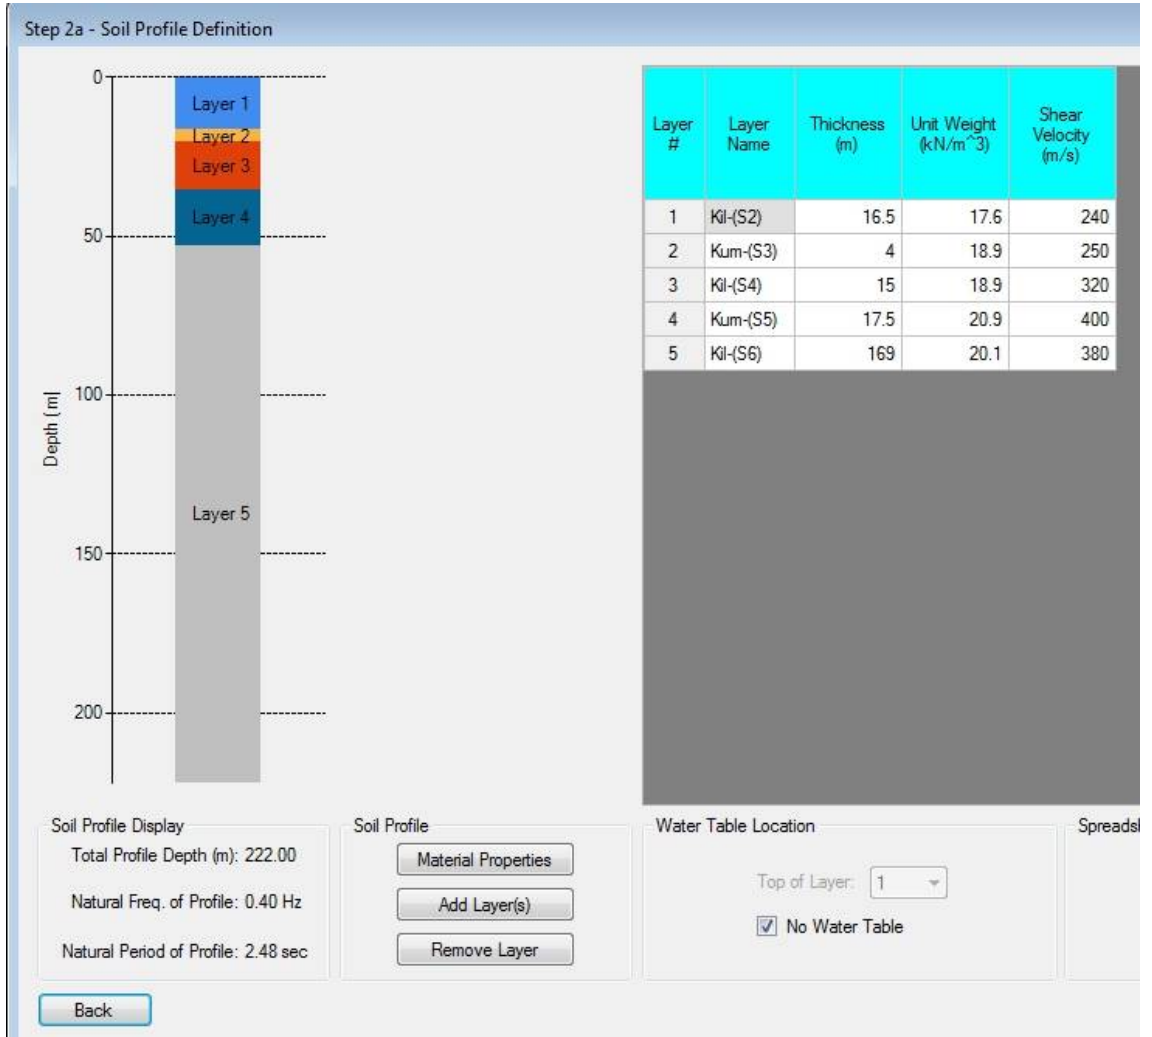 Step 2a - Soil Profile Definition
0
50
100
150
200
Depth (m)
Layer 1
Layer 2
Layer 3
Layer 4
Layer 5
Layer # Layer Name Thickness (m) Unit Weight (kN/m^3) Shear Velocity (m/s)
1 Kil-(S2) 16.5 17.6 240
2 Kum-(S3) 4 18.9 250
3 Kil-(S4) 15 18.9 320
4 Kum-(S5) 17.5 20.9 400
5 Kil-(S6) 169 20.1 380
Soil Profile Display
Total Profile Depth (m): 222.00
Natural Freq. of Profile: 0.40 Hz
Natural Period of Profile: 2.48 sec
Soil Profile
Material Properties
Add Layer(s)
Remove Layer
Water Table Location
Top of Layer: 1
No Water Table
Spreads
Back